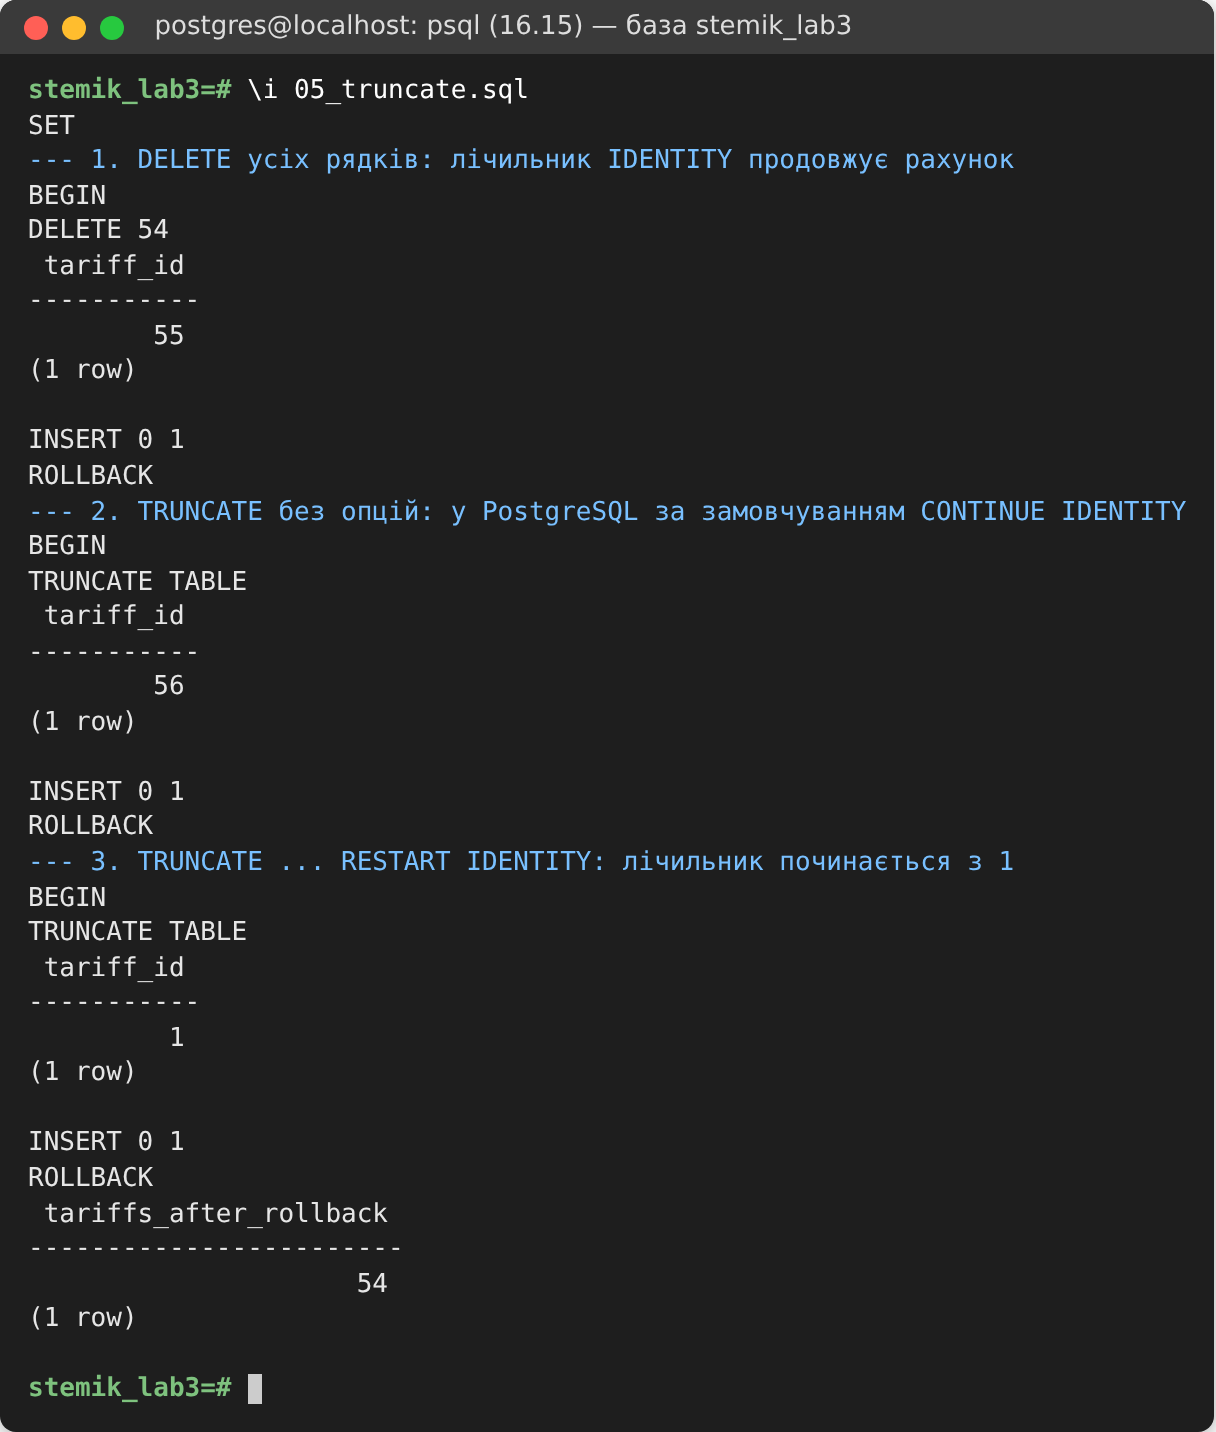 postgres@localhost: psql (16.15) — база stemik_lab3
stemik_lab3=# \i 05_truncate.sql
SET
--- 1. DELETE усіх рядків: лічильник IDENTITY продовжує рахунок
BEGIN
DELETE 54
 tariff_id
-----------
        55
(1 row)

INSERT 0 1
ROLLBACK
--- 2. TRUNCATE без опцій: у PostgreSQL за замовчуванням CONTINUE IDENTITY
BEGIN
TRUNCATE TABLE
 tariff_id
-----------
        56
(1 row)

INSERT 0 1
ROLLBACK
--- 3. TRUNCATE ... RESTART IDENTITY: лічильник починається з 1
BEGIN
TRUNCATE TABLE
 tariff_id
-----------
         1
(1 row)

INSERT 0 1
ROLLBACK
 tariffs_after_rollback
------------------------
                     54
(1 row)

stemik_lab3=#